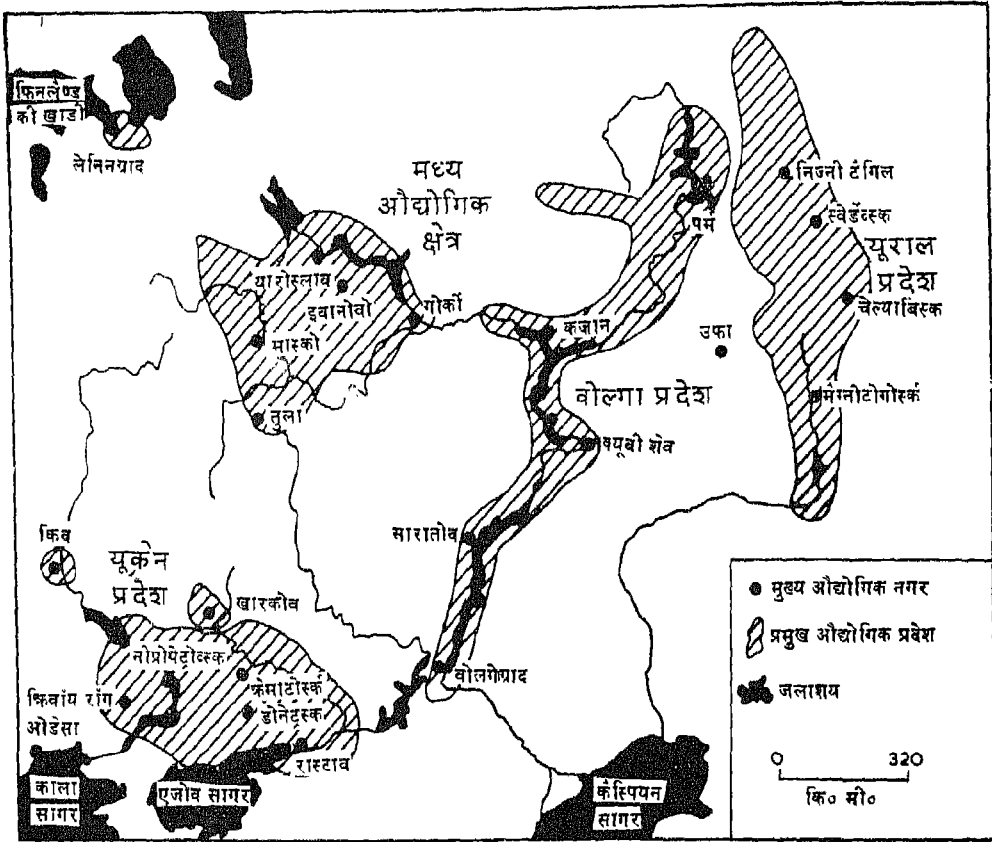 फिनलेण्ड
की खाडी
लेनिनग्राद
मध्य
औद्योगिक
क्षेत्र
यारोस्लाव
इवानोवो
गोर्की
मास्को
तुला
निज्नी टंगिल
स्वेर्डेव्स्क
पर्म
यूराल
प्रदेश
चेल्याबिस्क
कज़ान
उफा
वोल्गा प्रदेश
मेग्नीटोगोर्स्क
क्यूबी शेव
सारातोव
किव
यूक्रेन
प्रदेश
खारकोव
नीप्रोपेट्रोव्स्क
क्रेमाटोर्स्क
डोनेट्स्क
क्रिवॉय रॉग
ओडेसा
रास्टाव
वोलगोग्राद
काला
सागर
एजोव सागर
कैस्पियन
सागर
मुख्य औद्योगिक नगर
प्रमुख औद्योगिक प्रदेश
जलाशय
0 320
कि० मी०